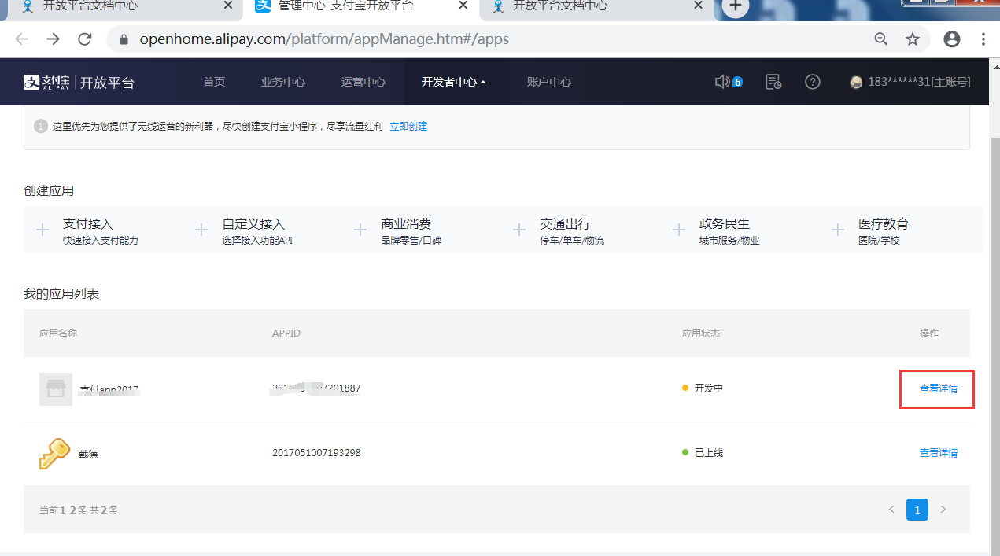 开放平台文档中心
管理中心-支付宝开放平台
开放平台文档中心
openhome.alipay.com/platform/appManage.htm#/apps
支 支付宝 ALIPAY 开放平台 首页 业务中心 运营中心 开发者中心 账户中心 6 183******31[主账号]
1 这里优先为您提供了无线运营的新利器，尽快创建支付宝小程序，尽享流量红利 立即创建
创建应用
支付接入
快速接入支付能力
自定义接入
选择接入功能API
商业消费
品牌零售/口碑
交通出行
停车/单车/物流
政务民生
城市服务/物业
医疗教育
医院/学校
我的应用列表
应用名称 APPID 应用状态 操作
支付app2017 7201887 开发中 查看详情
戴德 2017051007193298 已上线 查看详情
当前 1-2 条 共 2 条 < 1 >